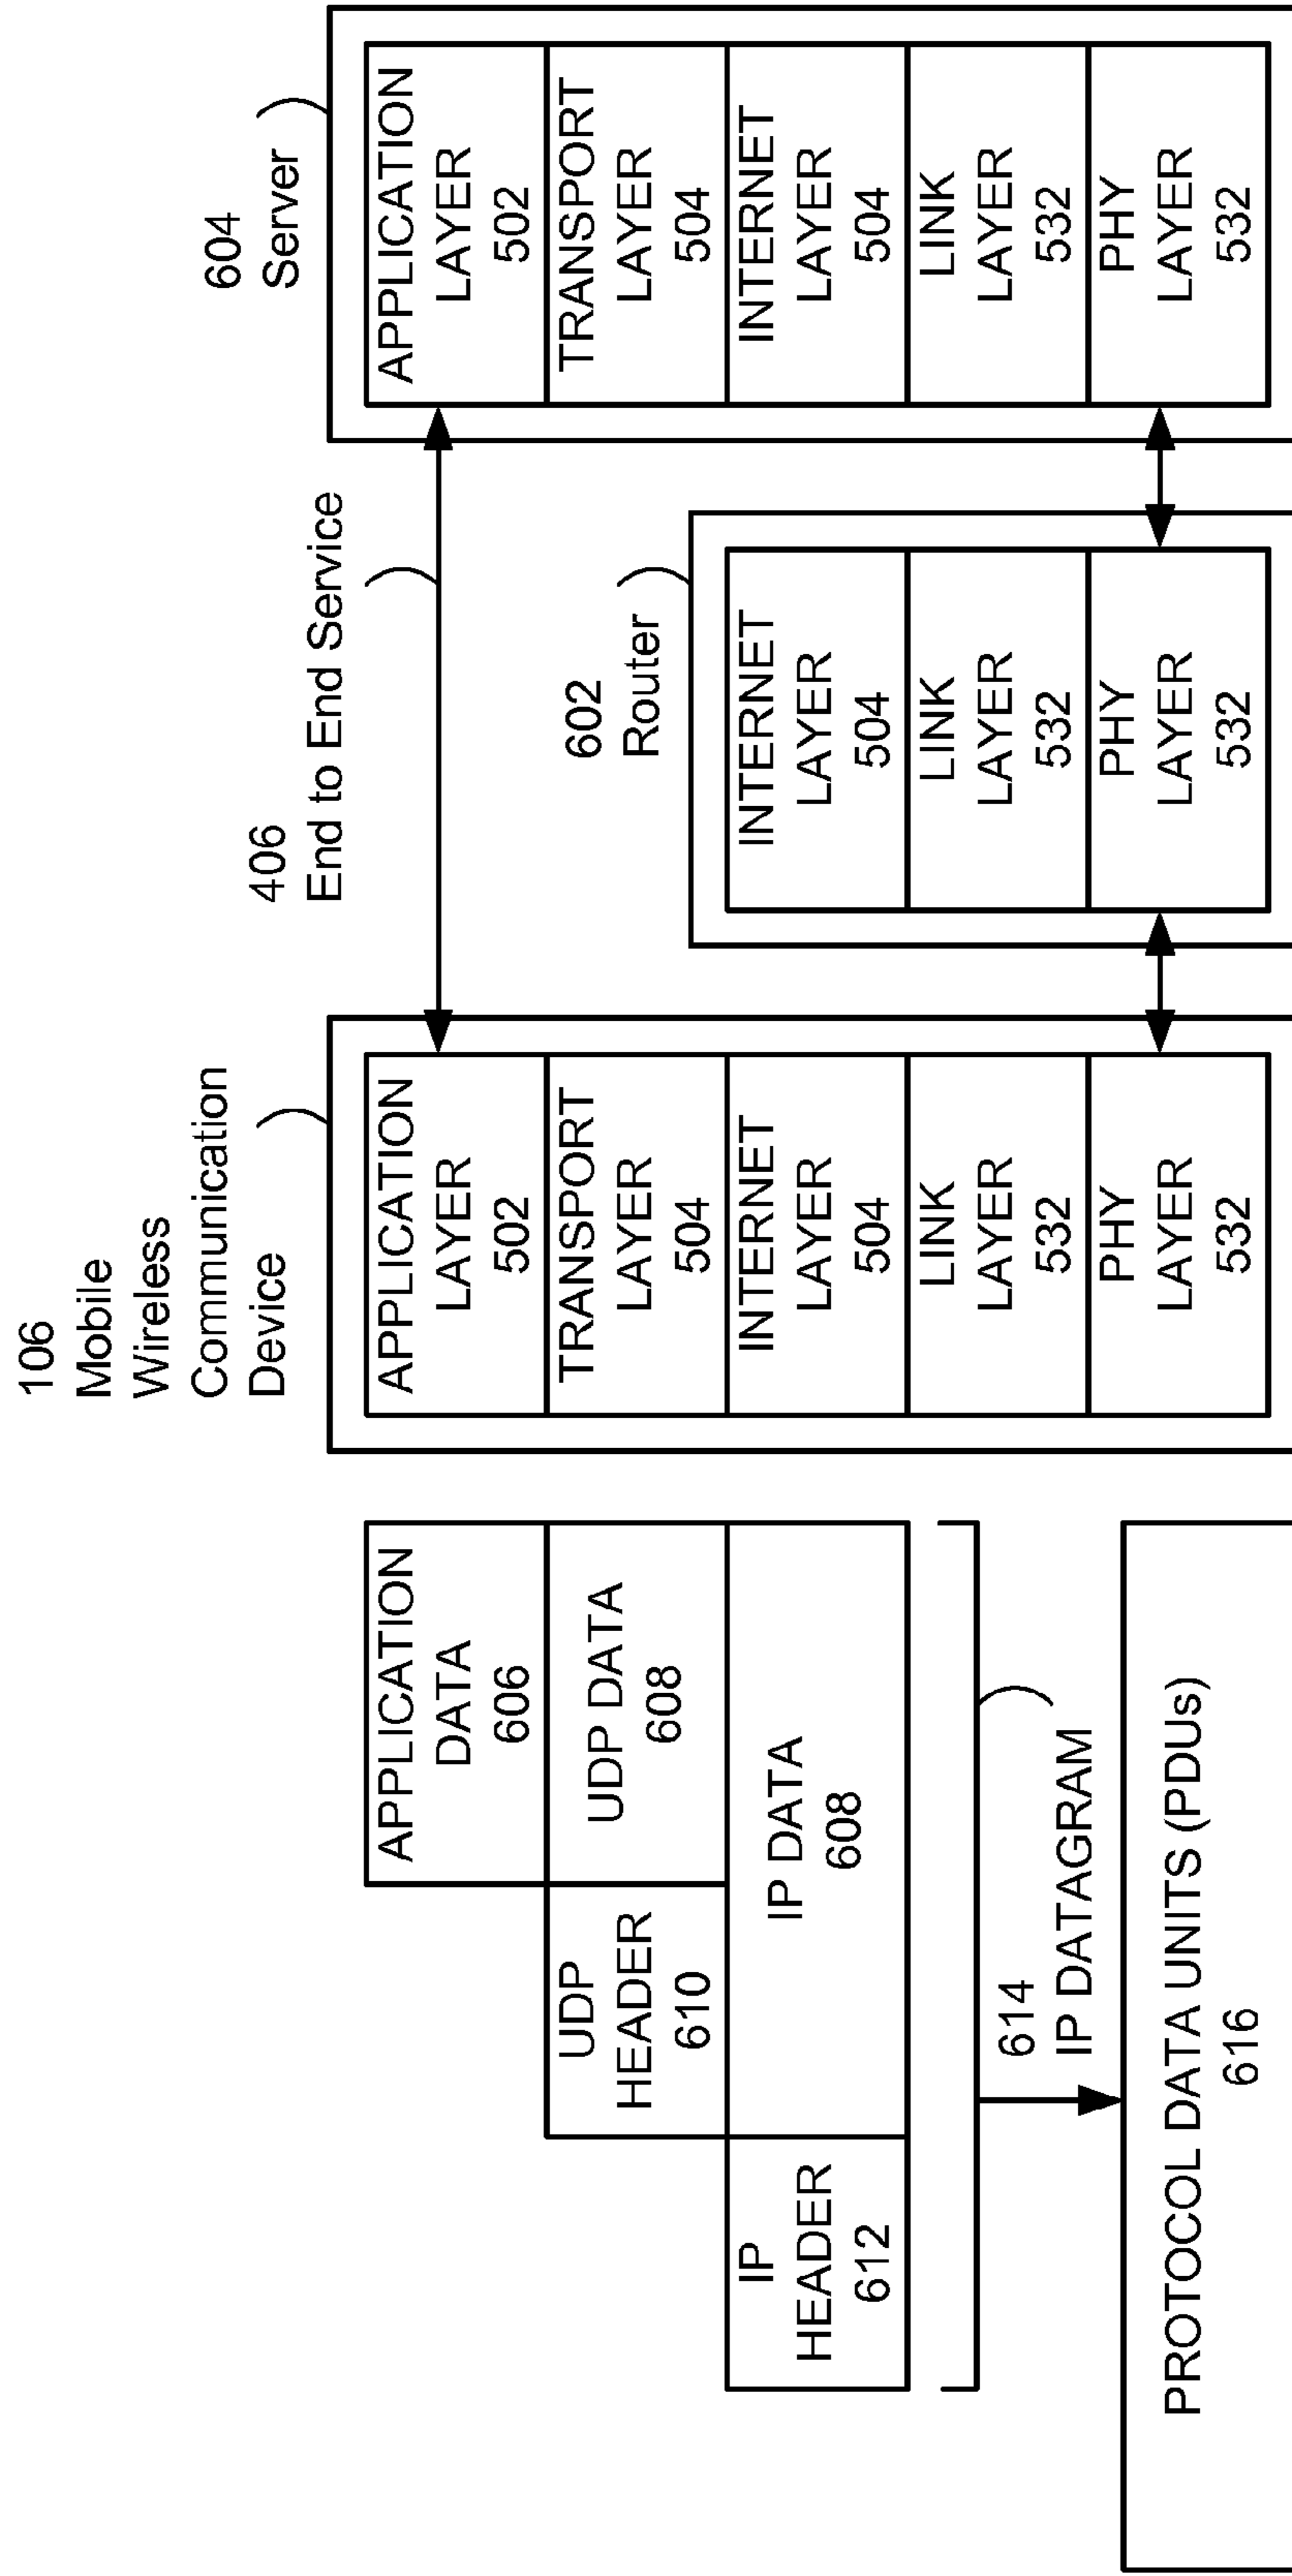 106
Mobile
Wireless
Communication
Device
406
End to End Service
604
Server
602
Router
APPLICATION
DATA
606
UDP
HEADER
610
UDP DATA
608
IP
HEADER
612
IP DATA
608
614
IP DATAGRAM
PROTOCOL DATA UNITS (PDUs)
616
APPLICATION
LAYER
502
TRANSPORT
LAYER
504
INTERNET
LAYER
504
LINK
LAYER
532
PHY
LAYER
532
INTERNET
LAYER
504
LINK
LAYER
532
PHY
LAYER
532
APPLICATION
LAYER
502
TRANSPORT
LAYER
504
INTERNET
LAYER
504
LINK
LAYER
532
PHY
LAYER
532